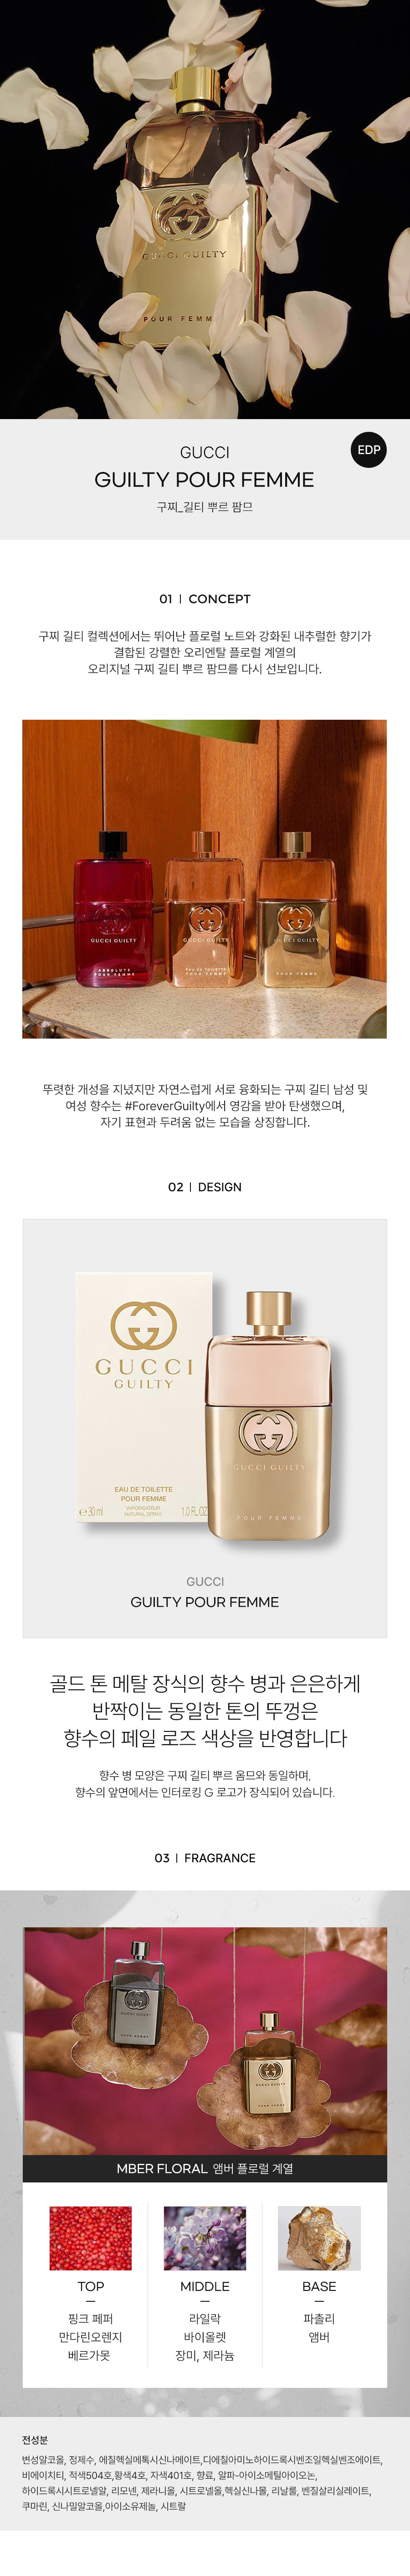 GUCCI GUILTY
POUR FEMM
EDP
GUCCI
GUILTY POUR FEMME
구찌_길티 뿌르 팜므
01 | CONCEPT
구찌 길티 컬렉션에서는 뛰어난 플로럴 노트와 강화된 내추럴한 향기가
결합된 강렬한 오리엔탈 플로럴 계열의
오리지널 구찌 길티 뿌르 팜므를 다시 선보입니다.
GUCCI GUILTY
ABSOLUTE
POUR FEMME
GUCCI GUILTY
EAU DE TOILETTE
POUR FEMME
GUCCI GUILTY
POUR FEMME
뚜렷한 개성을 지녔지만 자연스럽게 서로 융화되는 구찌 길티 남성 및
여성 향수는 #ForeverGuilty에서 영감을 받아 탄생했으며,
자기 표현과 두려움 없는 모습을 상징합니다.
02 | DESIGN
GUCCI
GUILTY
EAU DE TOILETTE
POUR FEMME
VAPORISATEUR
NATURAL SPRAY
℮30 ml
1.0 FL.OZ
GUCCI GUILTY
POUR FEMME
GUCCI
GUILTY POUR FEMME
골드 톤 메탈 장식의 향수 병과 은은하게
반짝이는 동일한 톤의 뚜껑은
향수의 페일 로즈 색상을 반영합니다
향수 병 모양은 구찌 길티 뿌르 옴므와 동일하며,
향수의 앞면에서는 인터로킹 G 로고가 장식되어 있습니다.
03 | FRAGRANCE
GUCCI GUILTY
POUR HOMME
GUCCI GUILTY
POUR FEMME
MBER FLORAL 앰버 플로럴 계열
TOP
핑크 페퍼
만다린오렌지
베르가못
MIDDLE
라일락
바이올렛
장미, 제라늄
BASE
파촐리
앰버
전성분
변성알코올, 정제수, 에칠헥실메톡시신나메이트,디에칠아미노하이드록시벤조일헥실벤조에이트,
비에이치티, 적색504호,황색4호, 자색401호, 향료, 알파-아이소메틸아이오논,
하이드록시시트로넬알, 리모넨, 제라니올, 시트로넬올,헥실신나몰, 리날룰, 벤질살리실레이트,
쿠마린, 신나밀알코올,아이소유제놀, 시트랄